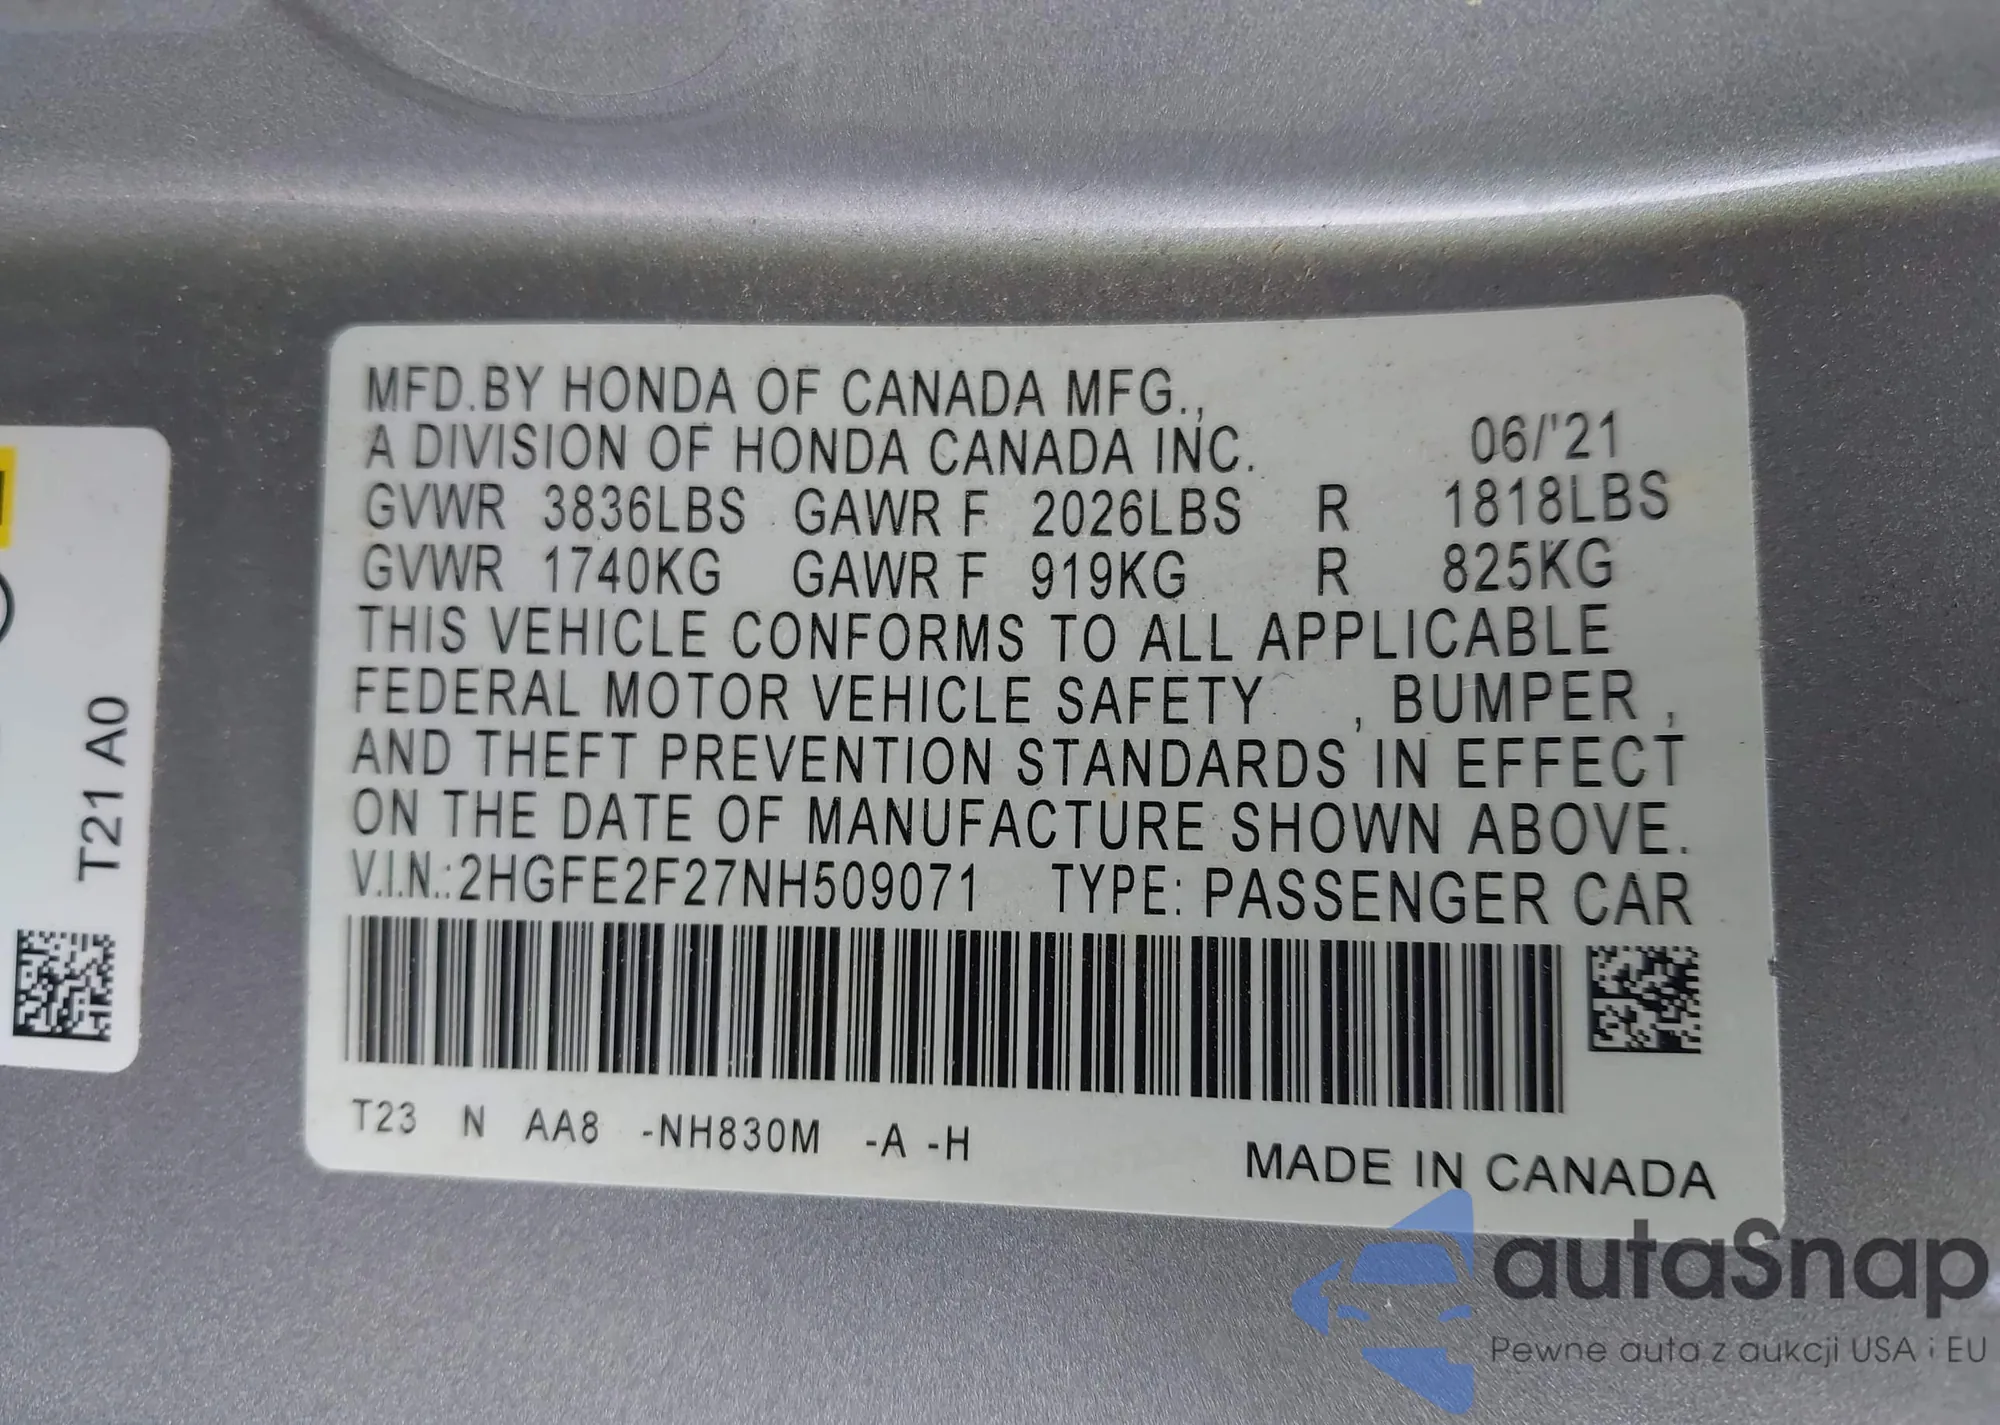 MFD.BY HONDA OF CANADA MFG.,
A DIVISION OF HONDA CANADA INC. 06/'21
GVWR 3836LBS GAWR F 2026LBS R 1818LBS
GVWR 1740KG GAWR F 919KG R 825KG
THIS VEHICLE CONFORMS TO ALL APPLICABLE
FEDERAL MOTOR VEHICLE SAFETY , BUMPER ,
AND THEFT PREVENTION STANDARDS IN EFFECT
ON THE DATE OF MANUFACTURE SHOWN ABOVE.
V.I.N.:2HGFE2F27NH509071 TYPE: PASSENGER CAR
T23 N AA8 -NH830M -A -H
MADE IN CANADA
T21 A0
autaSnap
Pewne auta z aukcji USA i EU